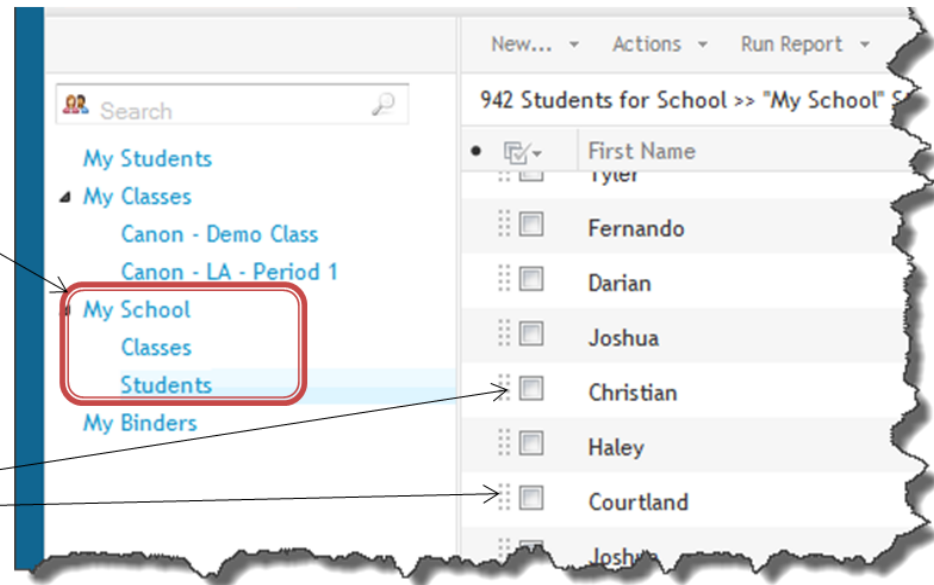 New... Actions Run Report
Search
942 Students for School >> "My School"
My Students
First Name
Tyler
My Classes
Canon - Demo Class
Fernando
Canon - LA - Period 1
Darian
My School
Joshua
Classes
Students
Christian
My Binders
Haley
Courtland
Joshua